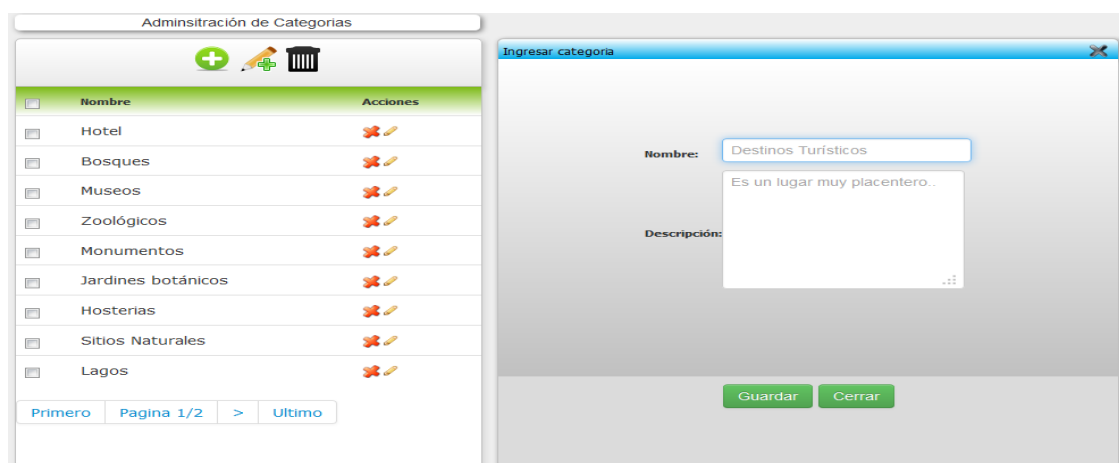 Adminsitración de Categorias
Nombre Acciones
Hotel
Bosques
Museos
Zoológicos
Monumentos
Jardines botánicos
Hosterias
Sitios Naturales
Lagos
Primero Pagina 1/2 > Ultimo
Ingresar categoria
Nombre: Destinos Turísticos
Descripción: Es un lugar muy placentero..
Guardar Cerrar